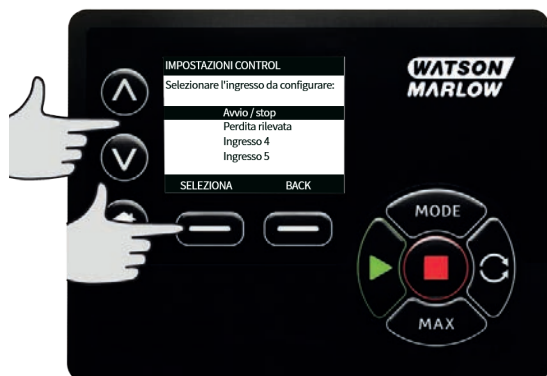 IMPOSTAZIONI CONTROL
Selezionare l'ingresso da configurare:
Avvio / stop
Perdita rilevata
Ingresso 4
Ingresso 5
SELEZIONA BACK
WATSON
MARLOW
MODE
MAX